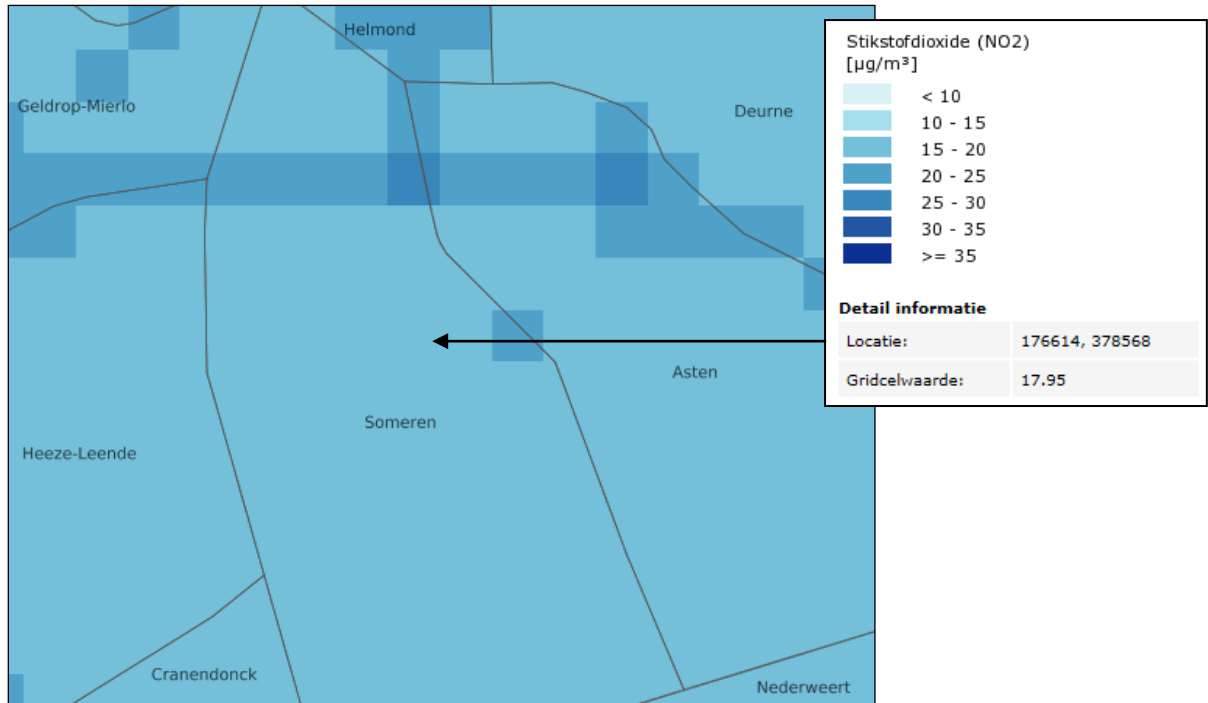 Helmond
Geldrop-Mierlo
Deurne
Asten
Someren
Heeze-Leende
Cranendonck
Nederweert
Stikstofdioxide (NO2)
[µg/m³]
< 10
10 - 15
15 - 20
20 - 25
25 - 30
30 - 35
>= 35
Detail informatie
Locatie: 176614, 378568
Gridcelwaarde: 17.95